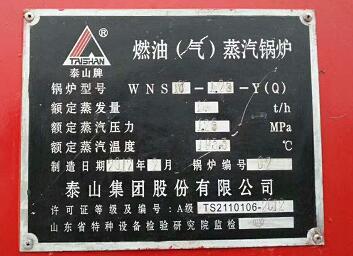 燃油(气)蒸汽锅炉
TAISHAN ®
泰山牌
锅炉型号 WNS -Y(Q)
额定蒸发量 t/h
额定蒸汽压力 MPa
额定蒸汽温度 ℃
制造日期 年 月 锅炉编号
泰山集团股份有限公司
许可证等级及编号: A级 TS2110106-
山东省特种设备检验研究院监检